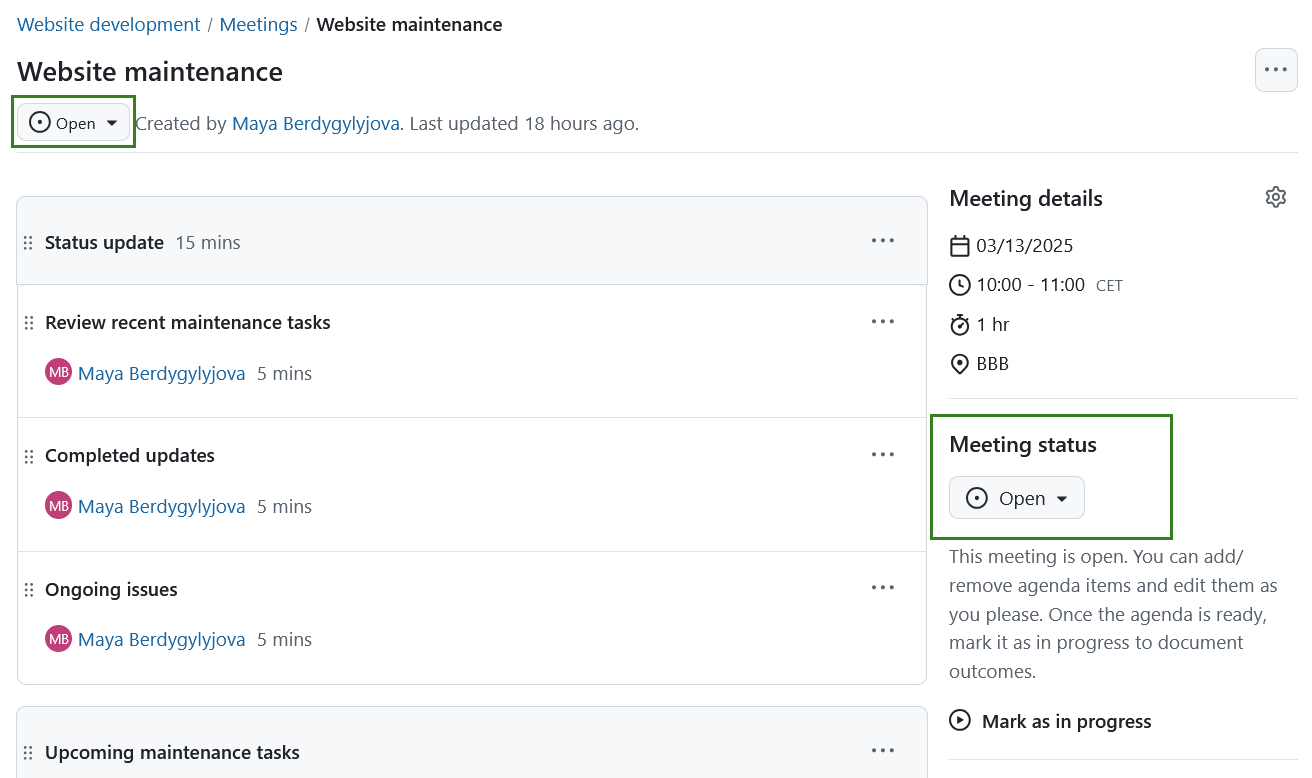 Website development / Meetings / Website maintenance
Website maintenance
Open Created by Maya Berdygylyjova. Last updated 18 hours ago.
Status update 15 mins
Review recent maintenance tasks
MB Maya Berdygylyjova 5 mins
Completed updates
MB Maya Berdygylyjova 5 mins
Ongoing issues
MB Maya Berdygylyjova 5 mins
Upcoming maintenance tasks
Meeting details
03/13/2025
10:00 - 11:00 CET
1 hr
BBB
Meeting status
Open
This meeting is open. You can add/
remove agenda items and edit them as
you please. Once the agenda is ready,
mark it as in progress to document
outcomes.
Mark as in progress